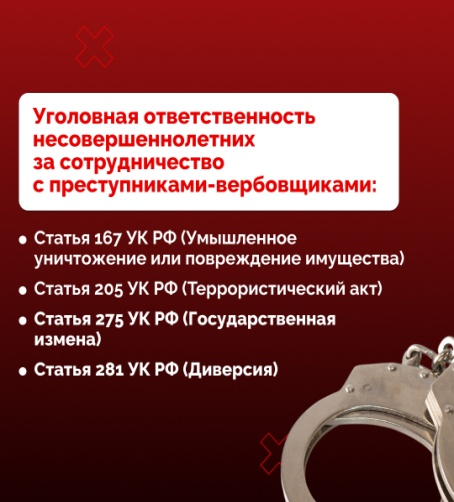 Уголовная ответственность
несовершеннолетних
за сотрудничество
с преступниками-вербовщиками:
• Статья 167 УК РФ (Умышленное
уничтожение или повреждение имущества)
• Статья 205 УК РФ (Террористический акт)
• Статья 275 УК РФ (Государственная
измена)
• Статья 281 УК РФ (Диверсия)